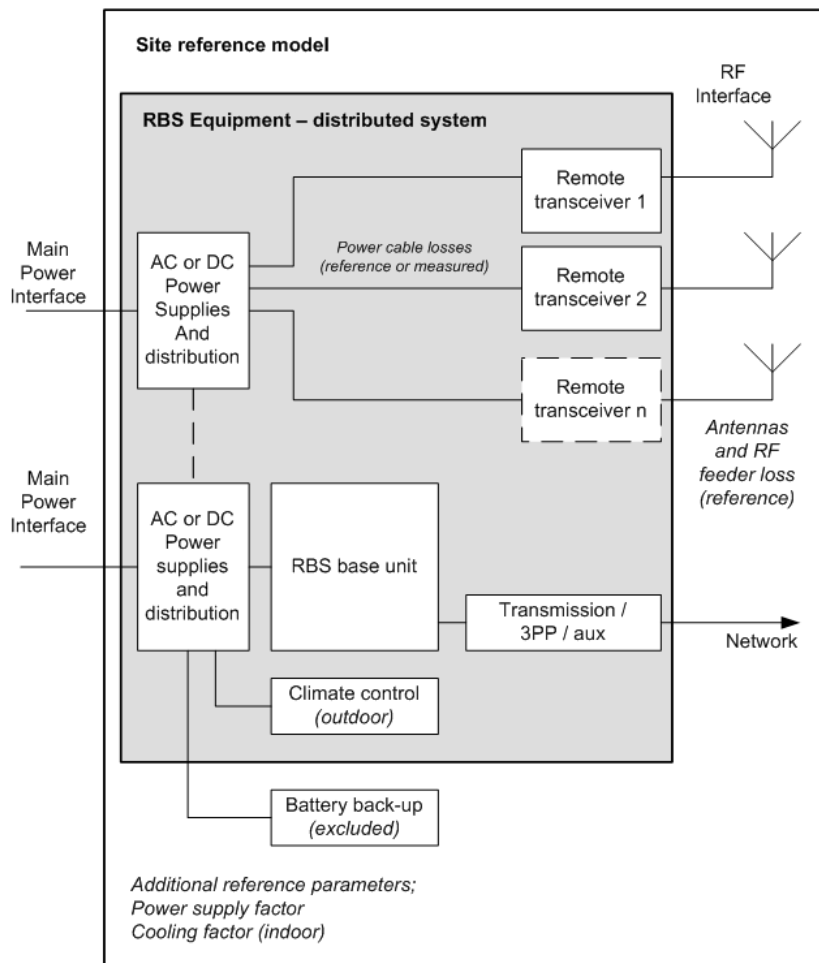 Site reference model
RF
Interface
RBS Equipment – distributed system
Remote
transceiver 1
Main
Power
Interface
AC or DC
Power
Supplies
And
distribution
Power cable losses
(reference or measured)
Remote
transceiver 2
Remote
transceiver n
Antennas
and RF
feeder loss
(reference)
Main
Power
Interface
AC or DC
Power
supplies
and
distribution
RBS base unit
Transmission /
3PP / aux
Network
Climate control
(outdoor)
Battery back-up
(excluded)
Additional reference parameters;
Power supply factor
Cooling factor (indoor)